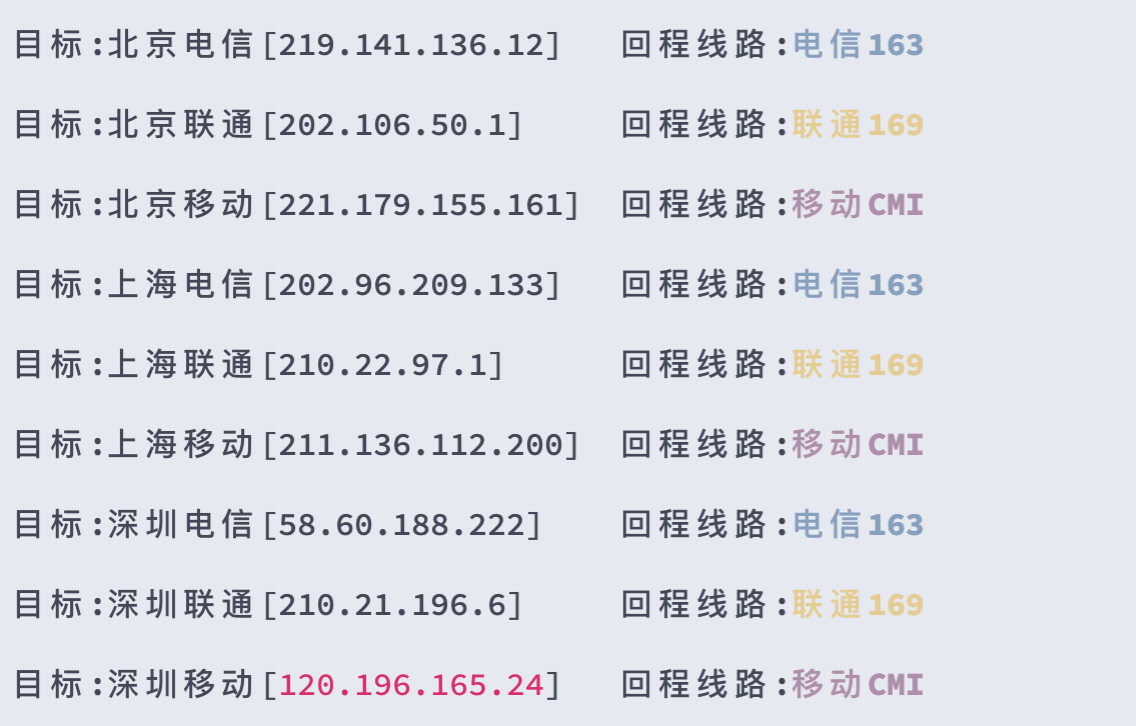 目标:北京电信[219.141.136.12] 回程线路:电信163
目标:北京联通[202.106.50.1] 回程线路:联通169
目标:北京移动[221.179.155.161] 回程线路:移动CMI
目标:上海电信[202.96.209.133] 回程线路:电信163
目标:上海联通[210.22.97.1] 回程线路:联通169
目标:上海移动[211.136.112.200] 回程线路:移动CMI
目标:深圳电信[58.60.188.222] 回程线路:电信163
目标:深圳联通[210.21.196.6] 回程线路:联通169
目标:深圳移动[120.196.165.24] 回程线路:移动CMI